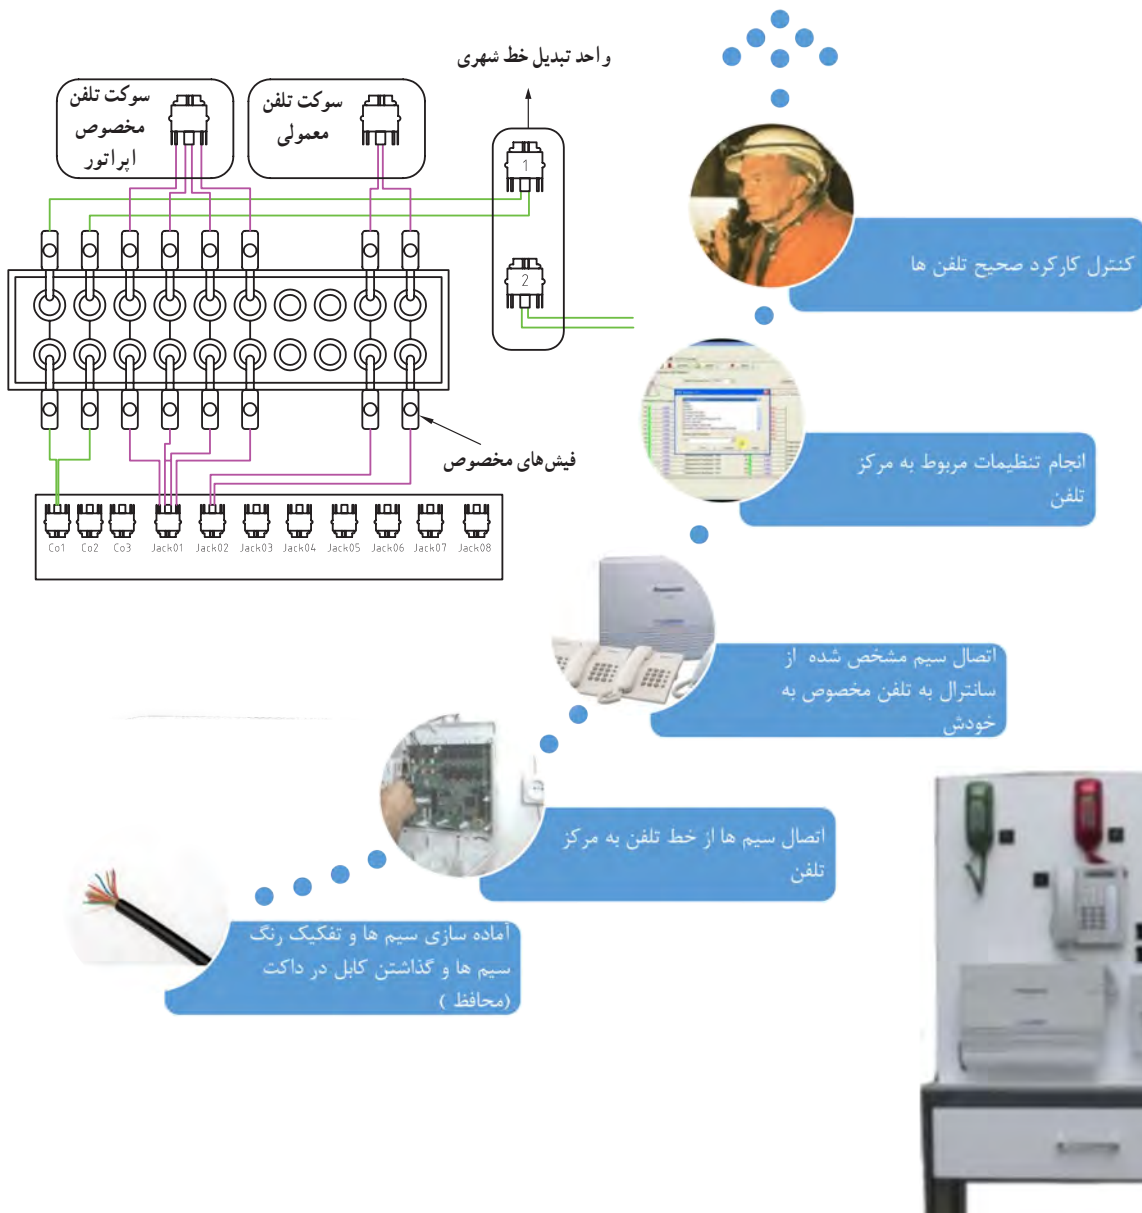 واحد تبدیل خط شهری
سوکت تلفن
مخصوص
اپراتور
سوکت تلفن
معمولی
1
2
فیش‌های مخصوص
Co1 Co2 Co3 Jack01 Jack02 Jack03 Jack04 Jack05 Jack06 Jack07 Jack08
کنترل کارکرد صحیح تلفن ها
انجام تنظیمات مربوط به مرکز
تلفن
اتصال سیم مشخص شده از
سانترال به تلفن مخصوص به
خودش
اتصال سیم ها از خط تلفن به مرکز
تلفن
آماده سازی سیم ها و تفکیک رنگ
سیم ها و گذاشتن کابل در داکت
(محافظ )